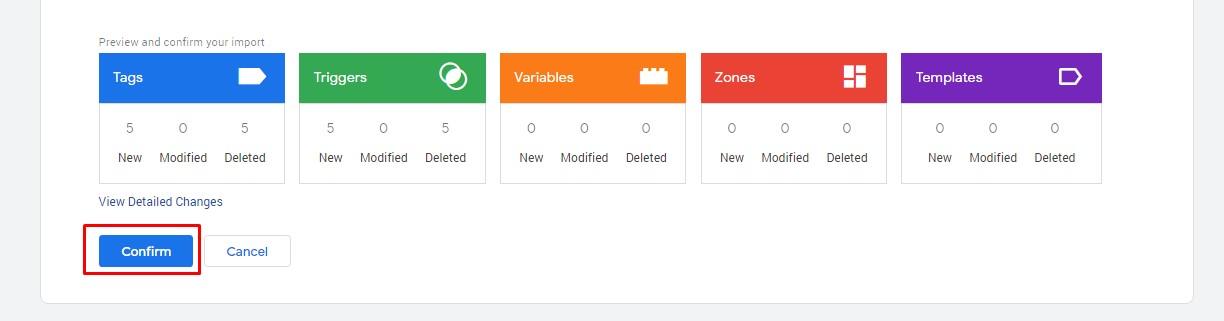 Preview and confirm your import
Tags Triggers Variables Zones Templates
5 0 5 5 0 5 0 0 0 0 0 0 0 0 0
New Modified Deleted New Modified Deleted New Modified Deleted New Modified Deleted New Modified Deleted
View Detailed Changes
Confirm Cancel